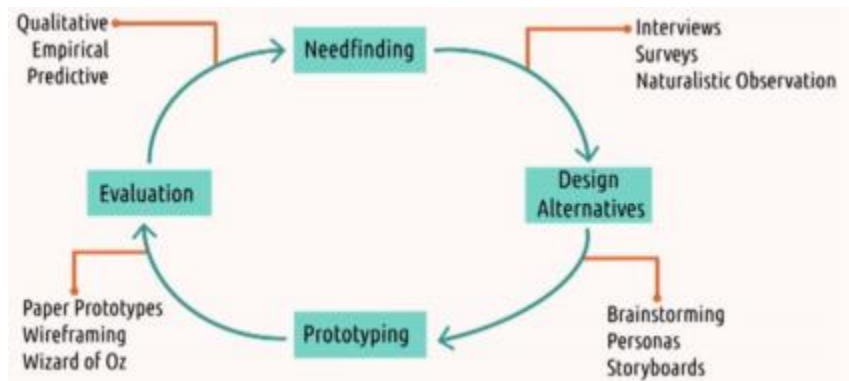 Qualitative
Empirical
Predictive
Needfinding
Interviews
Surveys
Naturalistic Observation
Evaluation
Design
Alternatives
Paper Prototypes
Wireframing
Wizard of Oz
Prototyping
Brainstorming
Personas
Storyboards